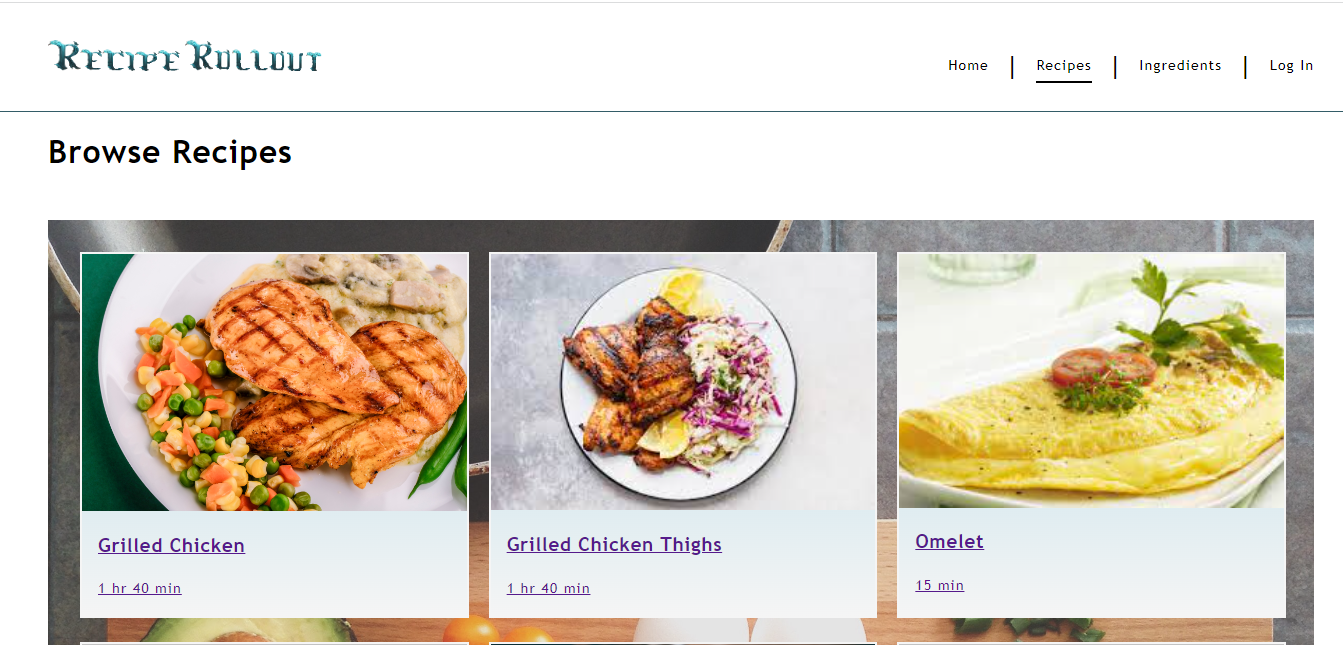 Recipe Rollout
Home | Recipes | Ingredients | Log In
Browse Recipes
Grilled Chicken
1 hr 40 min
Grilled Chicken Thighs
1 hr 40 min
Omelet
15 min